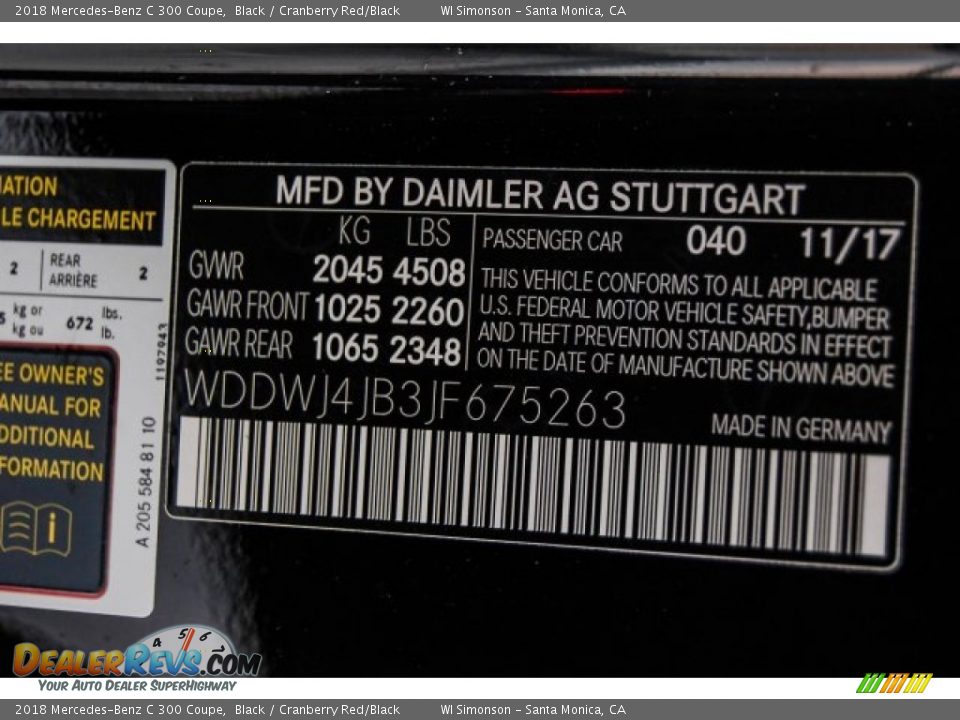 2018 Mercedes-Benz C 300 Coupe, Black / Cranberry Red/Black WI Simonson - Santa Monica, CA
MFD BY DAIMLER AG STUTTGART
KG LBS
GVWR 2045 4508
GAWR FRONT 1025 2260
GAWR REAR 1065 2348
PASSENGER CAR 040 11/17
THIS VEHICLE CONFORMS TO ALL APPLICABLE
U.S. FEDERAL MOTOR VEHICLE SAFETY,BUMPER
AND THEFT PREVENTION STANDARDS IN EFFECT
ON THE DATE OF MANUFACTURE SHOWN ABOVE
WDDWJ4JB3JF675263
MADE IN GERMANY
LE CHARGEMENT
2 REAR 2
ARRIÈRE
kg or 672 lbs.
kg ou lb.
OWNER'S
FOR
1197943
A 205 584 81 10
4 5 6 7
DEALERREVS.COM
YOUR AUTO DEALER SUPERHIGHWAY
2018 Mercedes-Benz C 300 Coupe, Black / Cranberry Red/Black WI Simonson - Santa Monica, CA